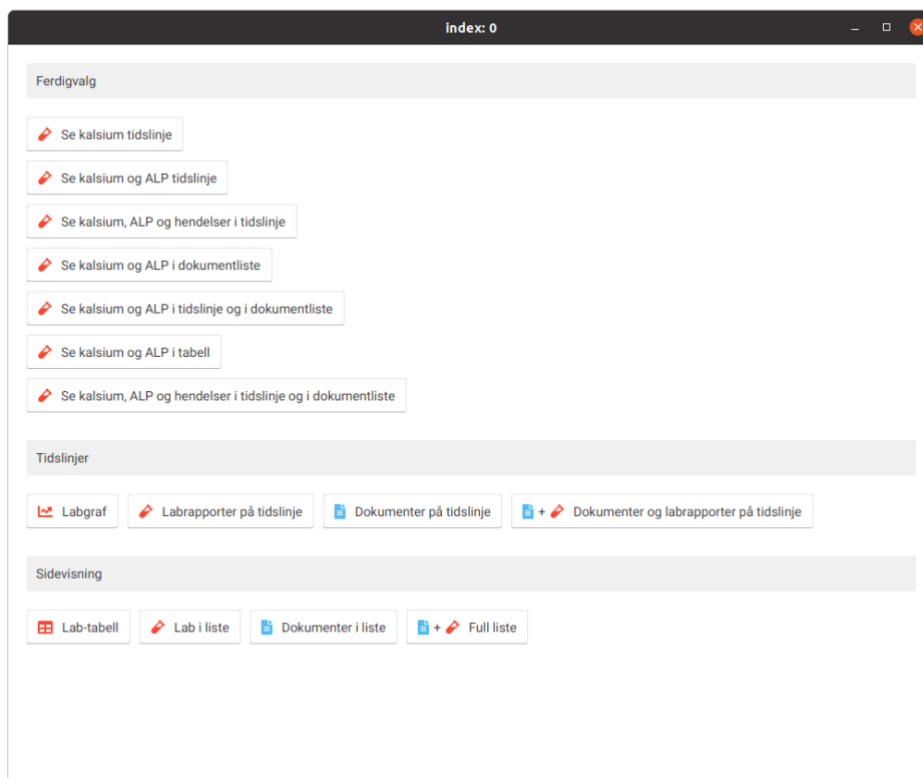 index: 0
Ferdigvalg
Se kalsium tidslinje
Se kalsium og ALP tidslinje
Se kalsium, ALP og hendelser i tidslinje
Se kalsium og ALP i dokumentliste
Se kalsium og ALP i tidslinje og i dokumentliste
Se kalsium og ALP i tabell
Se kalsium, ALP og hendelser i tidslinje og i dokumentliste
Tidslinjer
Labgraf Labrapporter på tidslinje Dokumenter på tidslinje + Dokumenter og labrapporter på tidslinje
Sidevisning
Lab-tabell Lab i liste Dokumenter i liste + Full liste